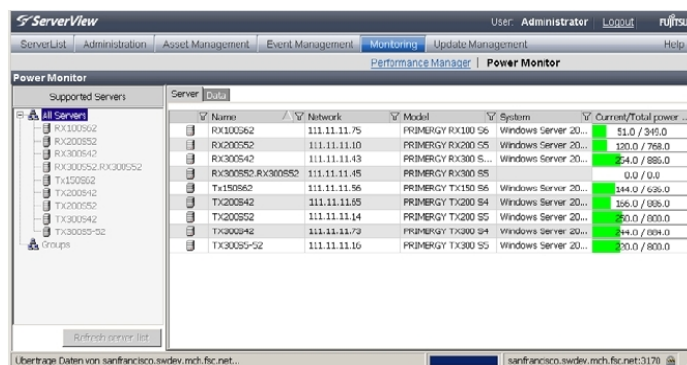 ServerView
User: Administrator Logout FUJITSU
ServerList Administration Asset Management Event Management Monitoring Update Management Help
Performance Manager | Power Monitor
Power Monitor
Supported Servers
Server Data
All Servers
RX100S62
RX200S52
RX300S42
RX300S52.RX300S52
Tx150S62
TX200S42
TX200S52
TX300S42
TX300S5-52
Groups
Name Network Model System Current/Total power ...
RX100S62 111.11.11.75 PRIMERGY RX100 S6 Windows Server 20... 51.0 /
RX200S52 111.11.11.10 PRIMERGY RX200 S5 Windows Server 20... 120.0 / 768.0
RX300S42 111.11.11.43 PRIMERGY RX300 S... Windows Server 20... 254.0 /
RX300S52.RX300S52 111.11.11.45 PRIMERGY RX300 S5 0.0 / 0.0
Tx150S62 111.11.11.56 PRIMERGY TX150 S6 Windows Server 20... 144.0 /
TX200S42 111.11.11.65 PRIMERGY TX200 S4 Windows Server 20... 166.0 /
TX200S52 111.11.11.14 PRIMERGY TX200 S5 Windows Server 20... / 800.0
TX300S42 111.11.11.73 PRIMERGY TX300 S4 Windows Server 20... 244.0 /
TX300S5-52 111.11.11.16 PRIMERGY TX300 S5 Windows Server 20... 220.0 / 800.0
Refresh server list
Übertrage Daten von sanfrancisco.swdev.mch.fsc.net... sanfrancisco.swdev.mch.fsc.net:3170